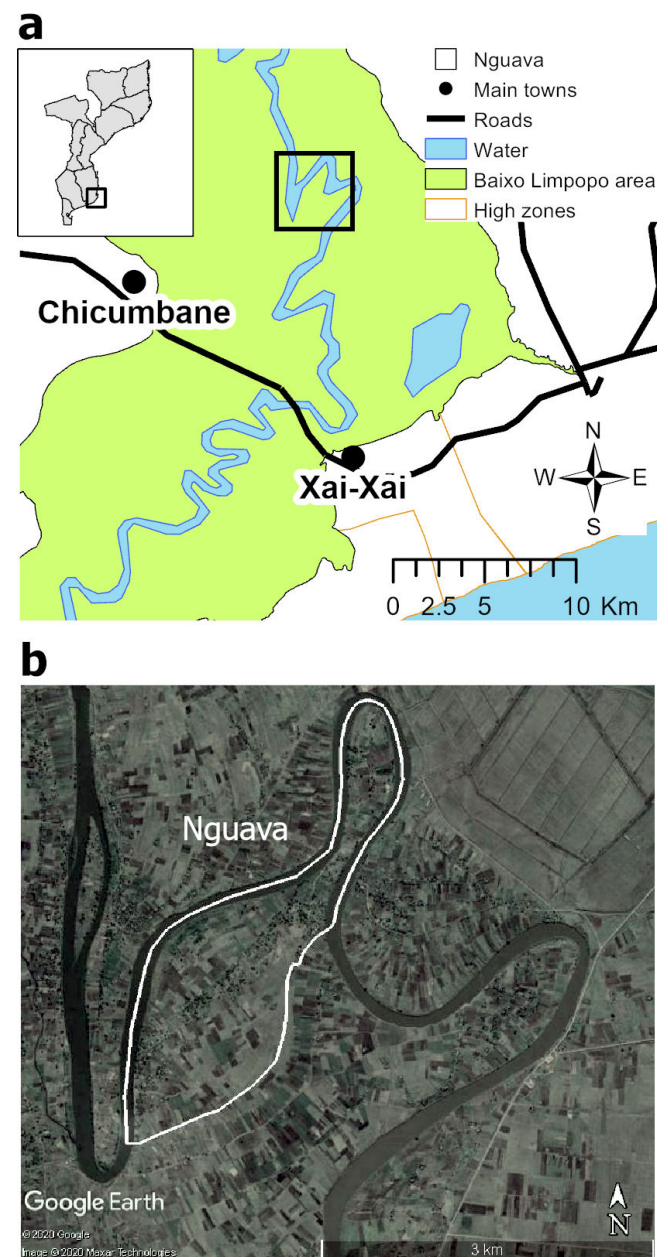 a
Nguava
Main towns
Roads
Water
Baixo Limpopo area
High zones
Chicumbane
Xai-Xai
N
W E
S
0 2.5 5 10 Km
b
Nguava
Google Earth
N
© 2020 Google
3 km
Image © 2020 Maxar Technologies